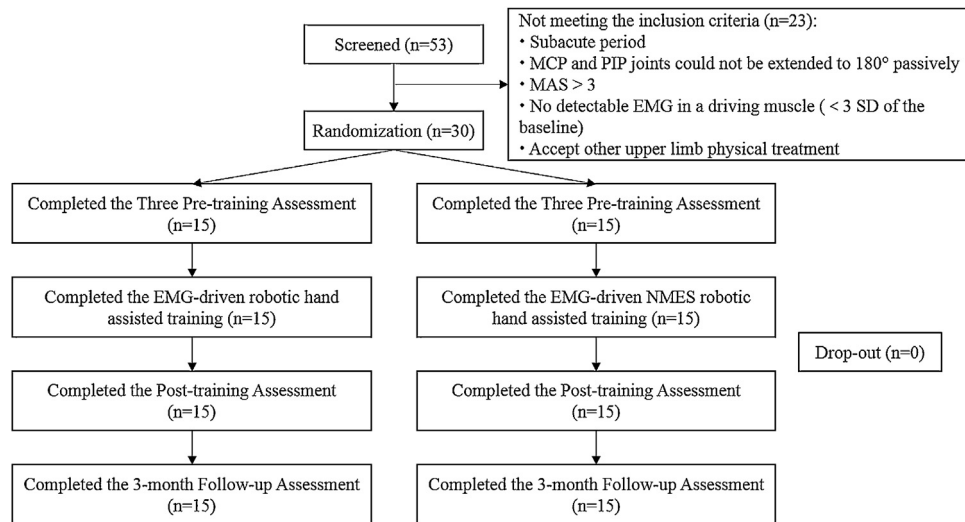 Screened (n=53)
Not meeting the inclusion criteria (n=23):
• Subacute period
• MCP and PIP joints could not be extended to 180° passively
• MAS > 3
• No detectable EMG in a driving muscle ( < 3 SD of the
baseline)
• Accept other upper limb physical treatment
Randomization (n=30)
Completed the Three Pre-training Assessment
(n=15)
Completed the Three Pre-training Assessment
(n=15)
Completed the EMG-driven robotic hand
assisted training (n=15)
Completed the EMG-driven NMES robotic
hand assisted training (n=15)
Drop-out (n=0)
Completed the Post-training Assessment
(n=15)
Completed the Post-training Assessment
(n=15)
Completed the 3-month Follow-up Assessment
(n=15)
Completed the 3-month Follow-up Assessment
(n=15)